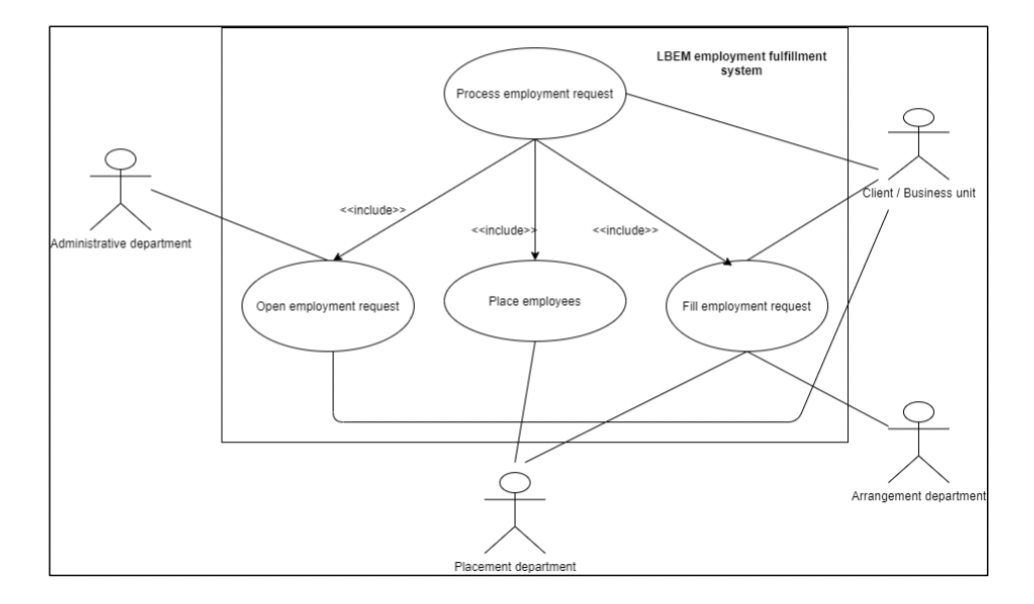 LBEM employment fulfillment
system
Process employment request
Client / Business unit
Administrative department
<<include>>
<<include>>
<<include>>
Open employment request
Place employees
Fill employment request
Arrangement department
Placement department